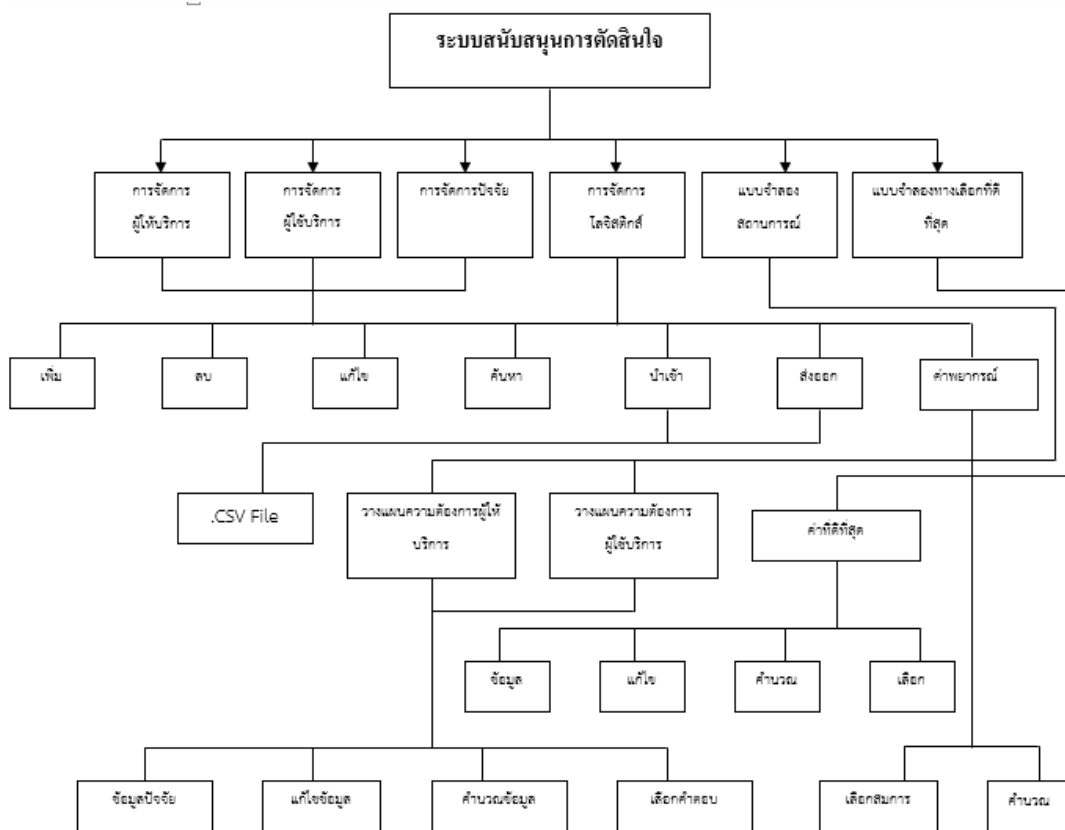 ระบบสนับสนุนการตัดสินใจ
การจัดการ
ผู้ให้บริการ
การจัดการ
ผู้ใช้บริการ
การจัดการปัจจัย
การจัดการ
โลจิสติกส์
แบบจำลอง
สถานการณ์
แบบจำลองทางเลือกที่ดี
ที่สุด
เพิ่ม
ลบ
แก้ไข
ค้นหา
นำเข้า
ส่งออก
ค่าพยากรณ์
.CSV File
วางแผนความต้องการผู้ให้
บริการ
วางแผนความต้องการ
ผู้ใช้บริการ
ค่าที่ดีที่สุด
ข้อมูล
แก้ไข
คำนวณ
เลือก
ข้อมูลปัจจัย
แก้ไขข้อมูล
คำนวณข้อมูล
เลือกคำตอบ
เลือกสมการ
คำนวณ